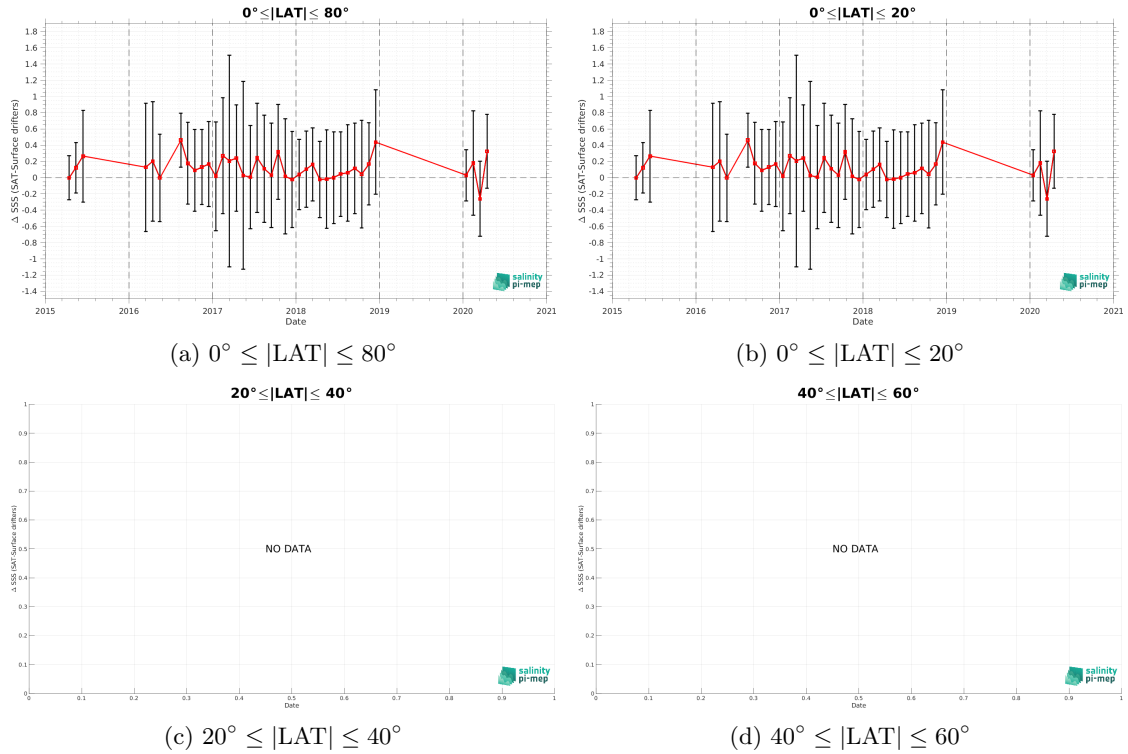 0°≤|LAT|≤ 80°
1.8
1.6
1.4
1.2
1
0.8
0.6
0.4
0.2
0
-0.2
-0.4
-0.6
-0.8
-1
-1.2
-1.4
Δ SSS (SAT-Surface drifters)
2015 2016 2017 2018 2019 2020 2021
Date
salinity
pi-mep
(a) 0° ≤ |LAT| ≤ 80°
0°≤|LAT|≤ 20°
1.8
1.6
1.4
1.2
1
0.8
0.6
0.4
0.2
0
-0.2
-0.4
-0.6
-0.8
-1
-1.2
-1.4
Δ SSS (SAT-Surface drifters)
2015 2016 2017 2018 2019 2020 2021
Date
salinity
pi-mep
(b) 0° ≤ |LAT| ≤ 20°
20°≤|LAT|≤ 40°
1
0.9
0.8
0.7
0.6
0.5
0.4
0.3
0.2
0.1
0
Δ SSS (SAT-Surface drifters)
NO DATA
0 0.1 0.2 0.3 0.4 0.5 0.6 0.7 0.8 0.9 1
Date
salinity
pi-mep
(c) 20° ≤ |LAT| ≤ 40°
40°≤|LAT|≤ 60°
1
0.9
0.8
0.7
0.6
0.5
0.4
0.3
0.2
0.1
0
Δ SSS (SAT-Surface drifters)
NO DATA
0 0.1 0.2 0.3 0.4 0.5 0.6 0.7 0.8 0.9 1
Date
salinity
pi-mep
(d) 40° ≤ |LAT| ≤ 60°